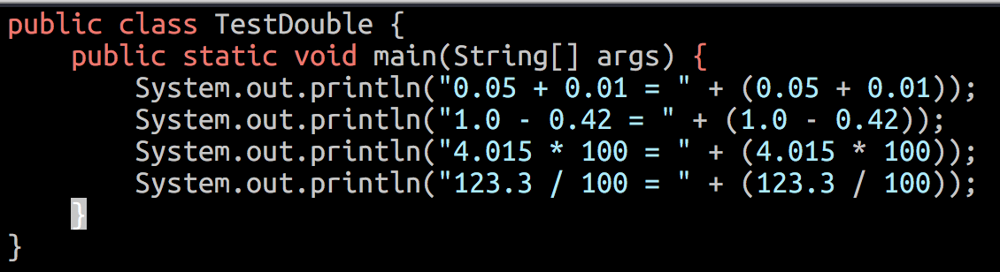 public class TestDouble {
    public static void main(String[] args) {
        System.out.println("0.05 + 0.01 = " + (0.05 + 0.01));
        System.out.println("1.0 - 0.42 = " + (1.0 - 0.42));
        System.out.println("4.015 * 100 = " + (4.015 * 100));
        System.out.println("123.3 / 100 = " + (123.3 / 100));
    }
}